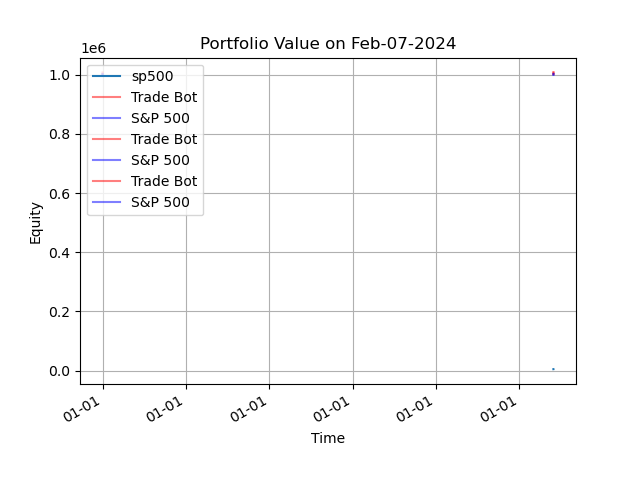 Portfolio Value on Feb-07-2024
1e6
1.0
0.8
0.6
0.4
0.2
0.0
Equity
sp500
Trade Bot
S&P 500
Trade Bot
S&P 500
Trade Bot
S&P 500
01-01
01-01
01-01
01-01
01-01
01-01
Time